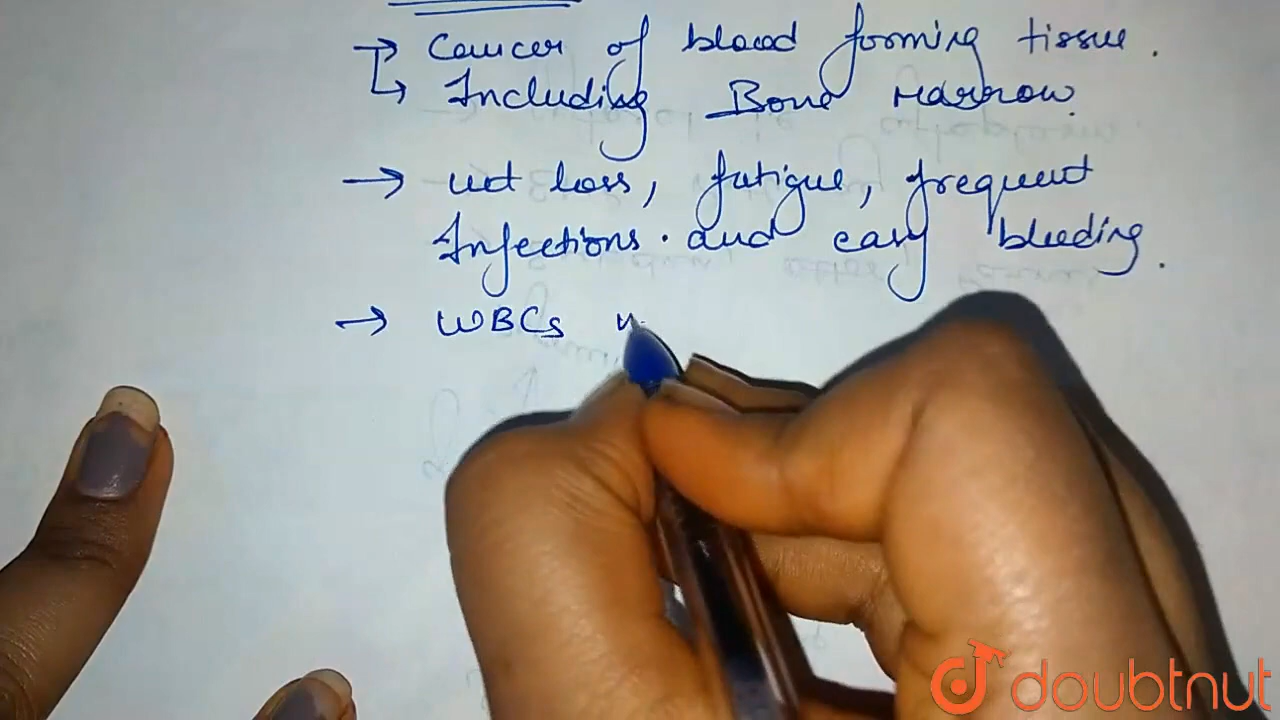 → Cancer of blood forming tissue.
↳ Including Bone Marrow.
→ wt loss, fatigue, frequent
Infections. and easy bleeding.
→ WBCs
doubtnut